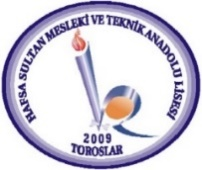 HAFSA SULTAN MESLEKİ VE TEKNİK ANADOLU LİSESİ
2009
TOROSLAR